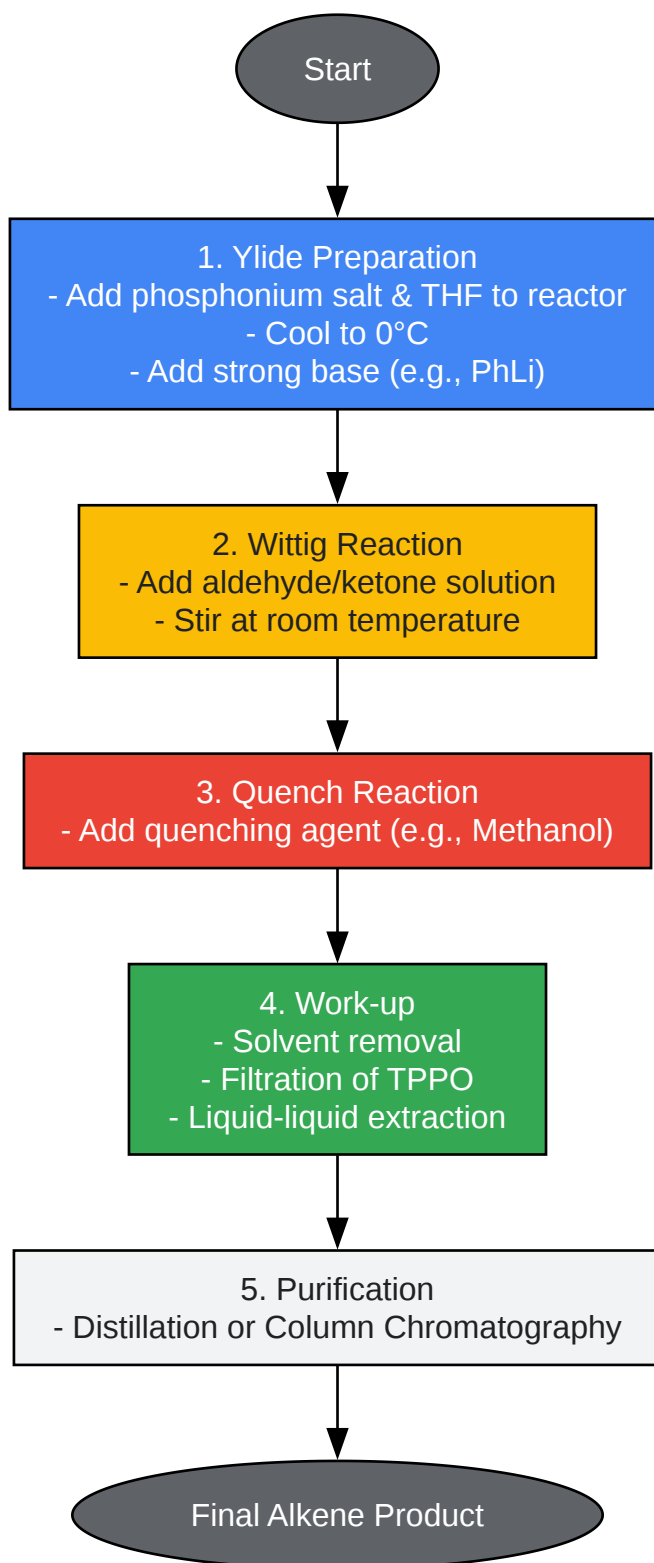 Start
1. Ylide Preparation
- Add phosphonium salt & THF to reactor
- Cool to 0°C
- Add strong base (e.g., PhLi)
2. Wittig Reaction
- Add aldehyde/ketone solution
- Stir at room temperature
3. Quench Reaction
- Add quenching agent (e.g., Methanol)
4. Work-up
- Solvent removal
- Filtration of TPPO
- Liquid-liquid extraction
5. Purification
- Distillation or Column Chromatography
Final Alkene Product